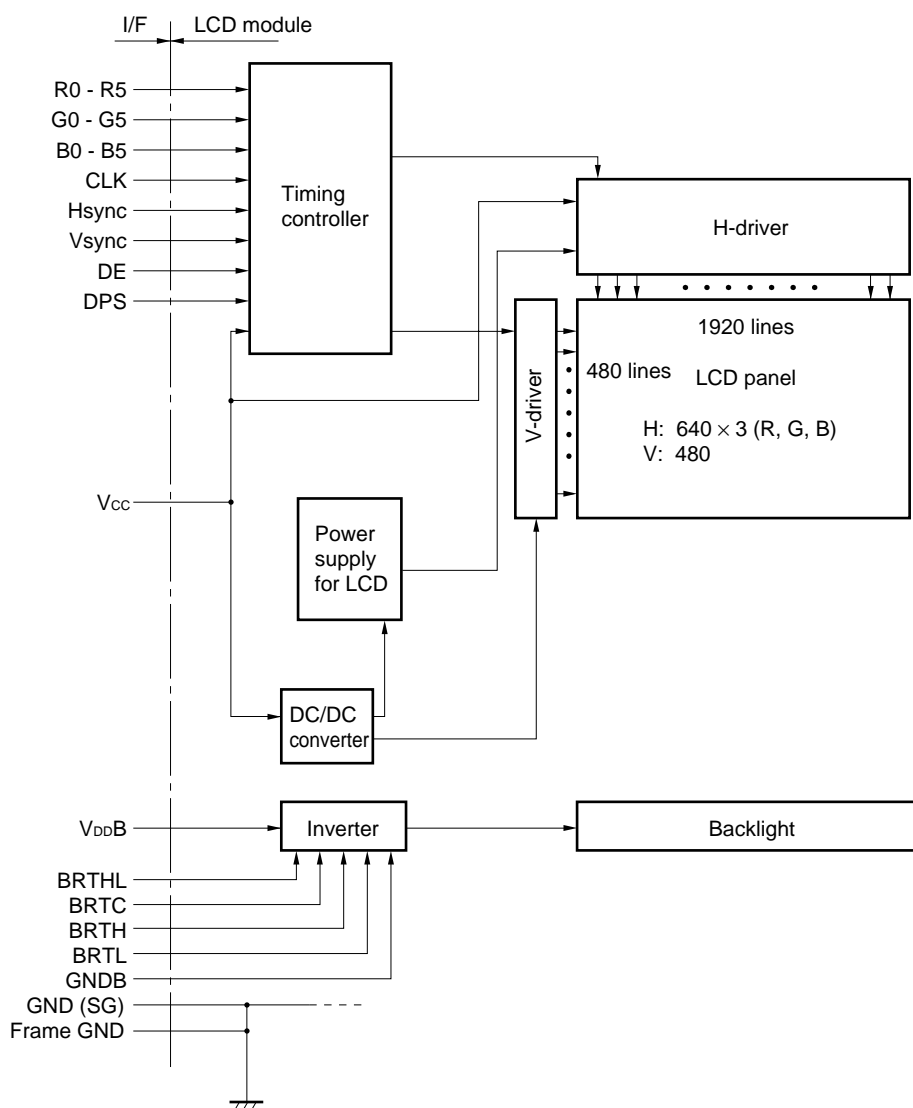 I/F
LCD module
R0 - R5
G0 - G5
B0 - B5
CLK
Hsync
Vsync
DE
DPS
Timing
controller
H-driver
V-driver
1920 lines
480 lines
LCD panel
H: 640 × 3 (R, G, B)
V: 480
VCC
Power
supply
for LCD
DC/DC
converter
VDDB
Inverter
Backlight
BRTHL
BRTC
BRTH
BRTL
GNDB
GND (SG)
Frame GND